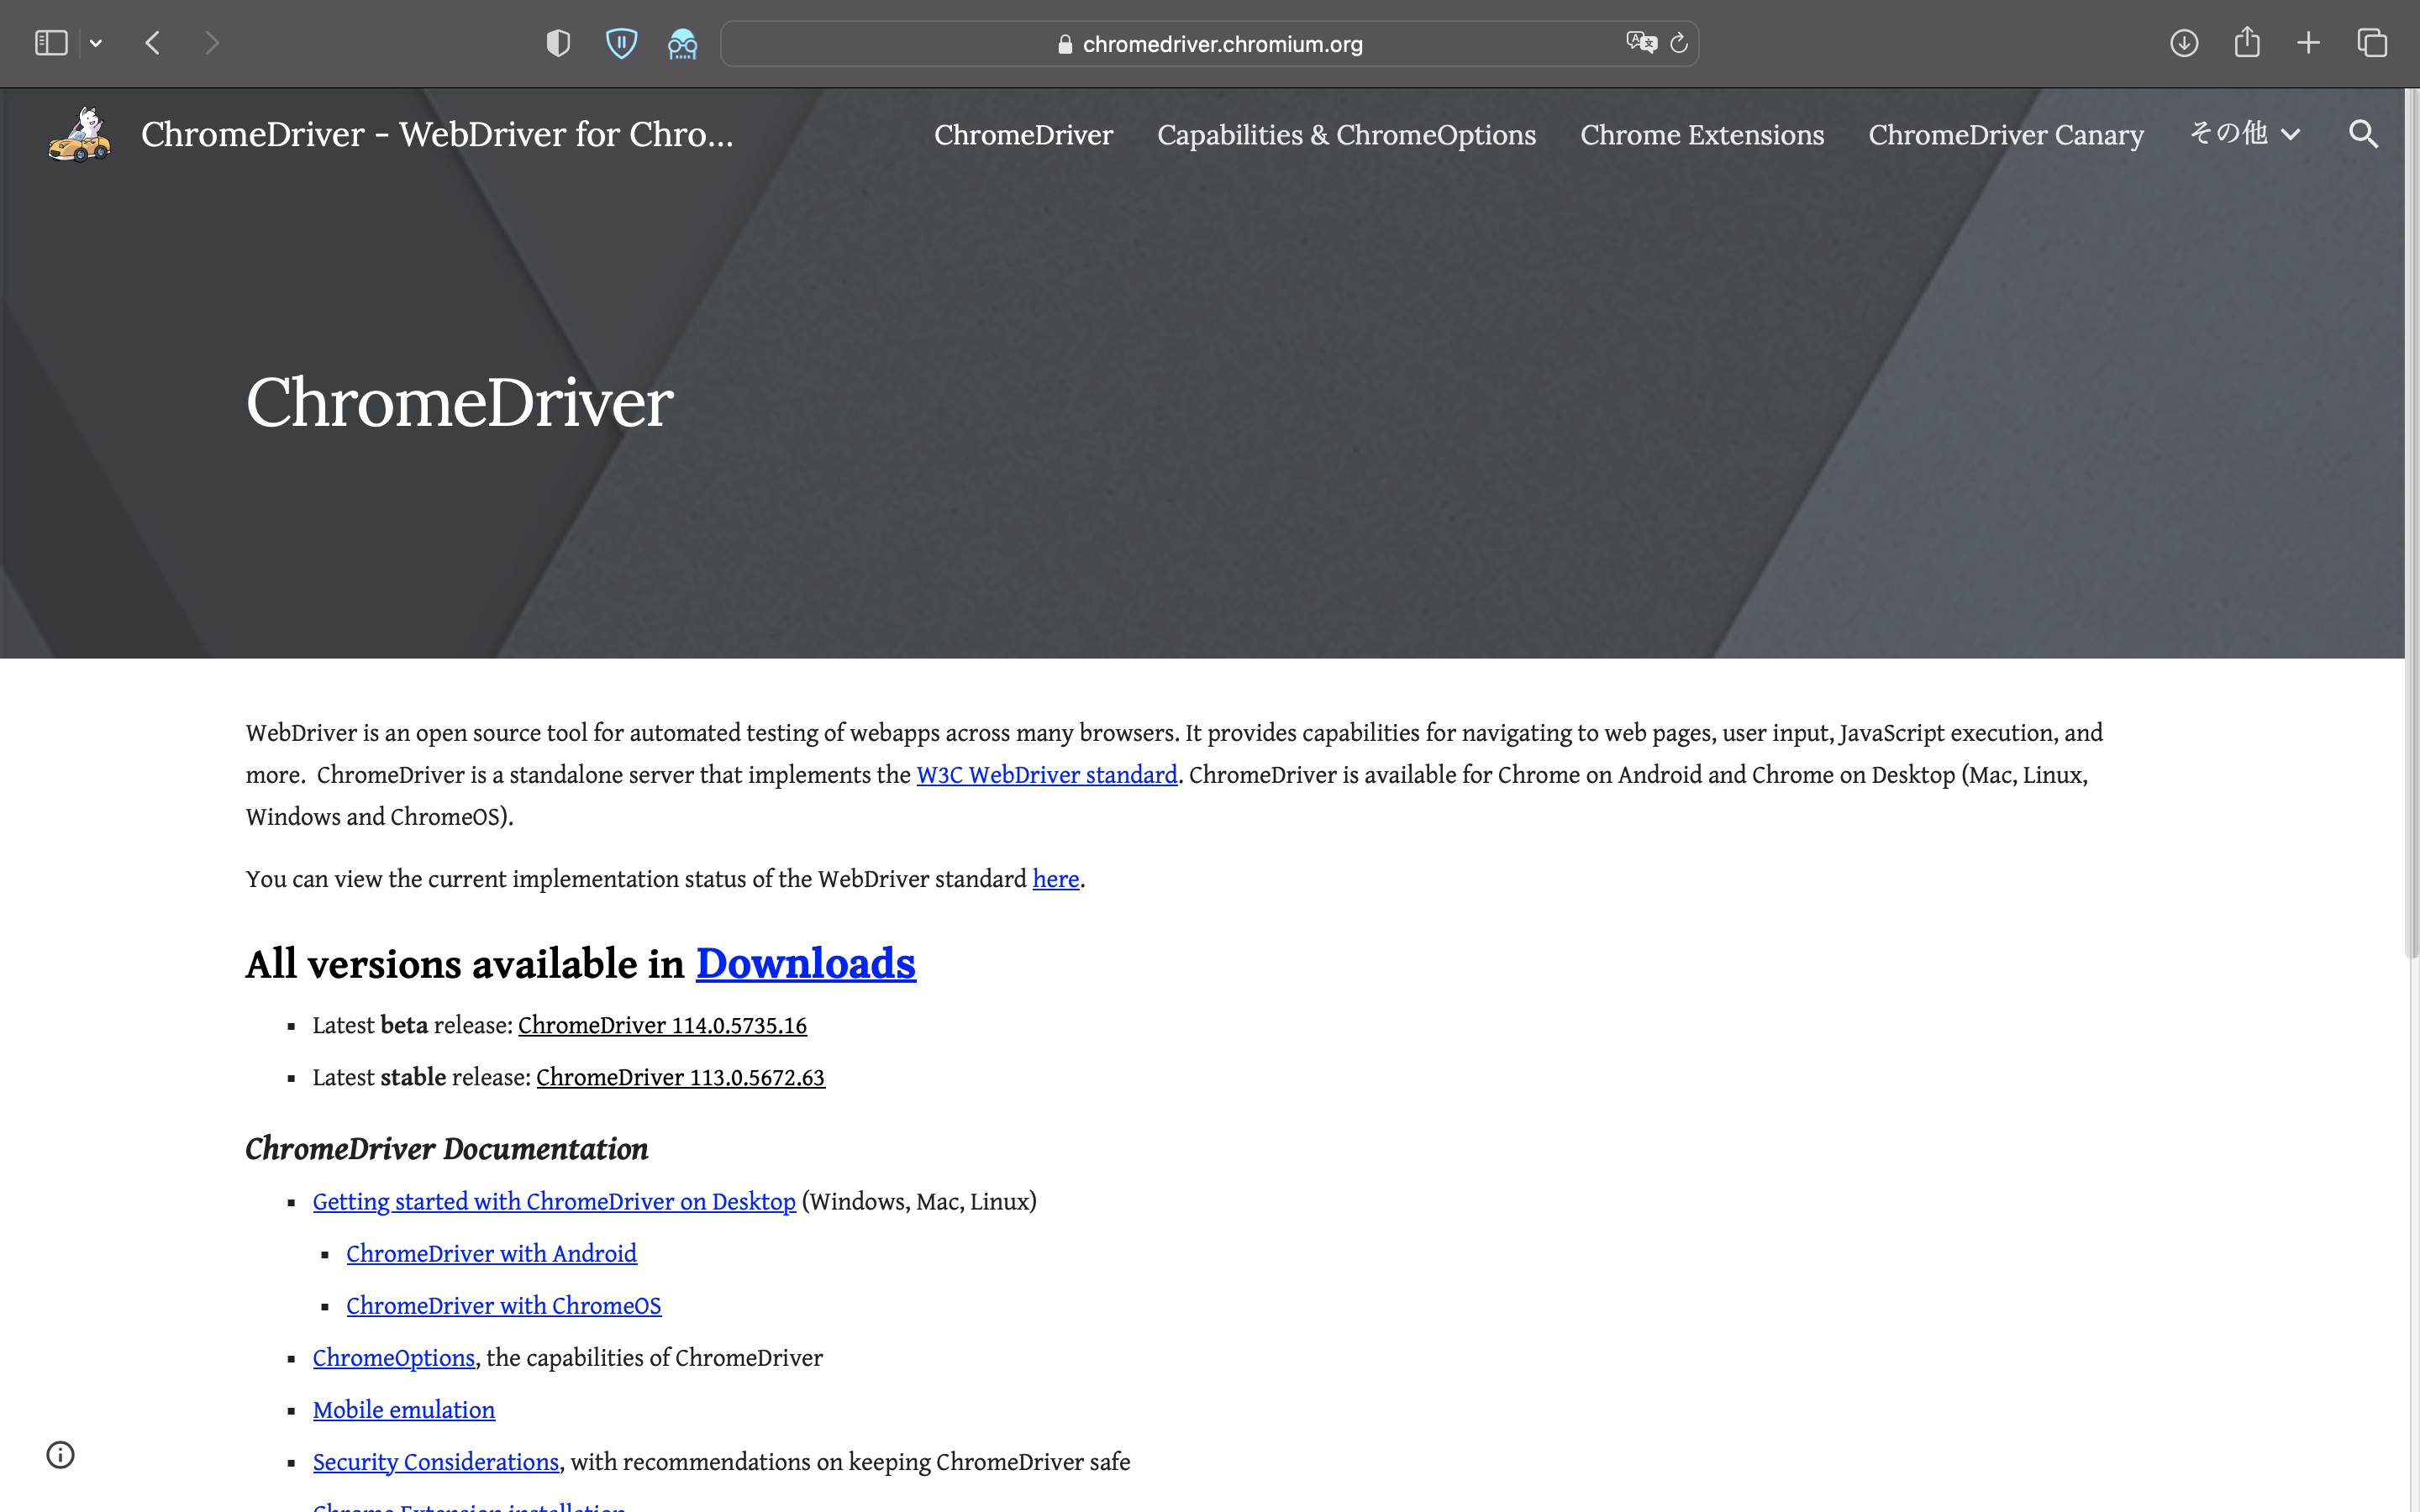 chromedriver.chromium.org
ChromeDriver - WebDriver for Chro...
ChromeDriver
Capabilities & ChromeOptions
Chrome Extensions
ChromeDriver Canary
その他
ChromeDriver
WebDriver is an open source tool for automated testing of webapps across many browsers. It provides capabilities for navigating to web pages, user input, JavaScript execution, and
more.  ChromeDriver is a standalone server that implements the W3C WebDriver standard. ChromeDriver is available for Chrome on Android and Chrome on Desktop (Mac, Linux,
Windows and ChromeOS).
You can view the current implementation status of the WebDriver standard here.
All versions available in Downloads
Latest beta release: ChromeDriver 114.0.5735.16
Latest stable release: ChromeDriver 113.0.5672.63
ChromeDriver Documentation
Getting started with ChromeDriver on Desktop (Windows, Mac, Linux)
ChromeDriver with Android
ChromeDriver with ChromeOS
ChromeOptions, the capabilities of ChromeDriver
Mobile emulation
Security Considerations, with recommendations on keeping ChromeDriver safe
Chrome Extension installation